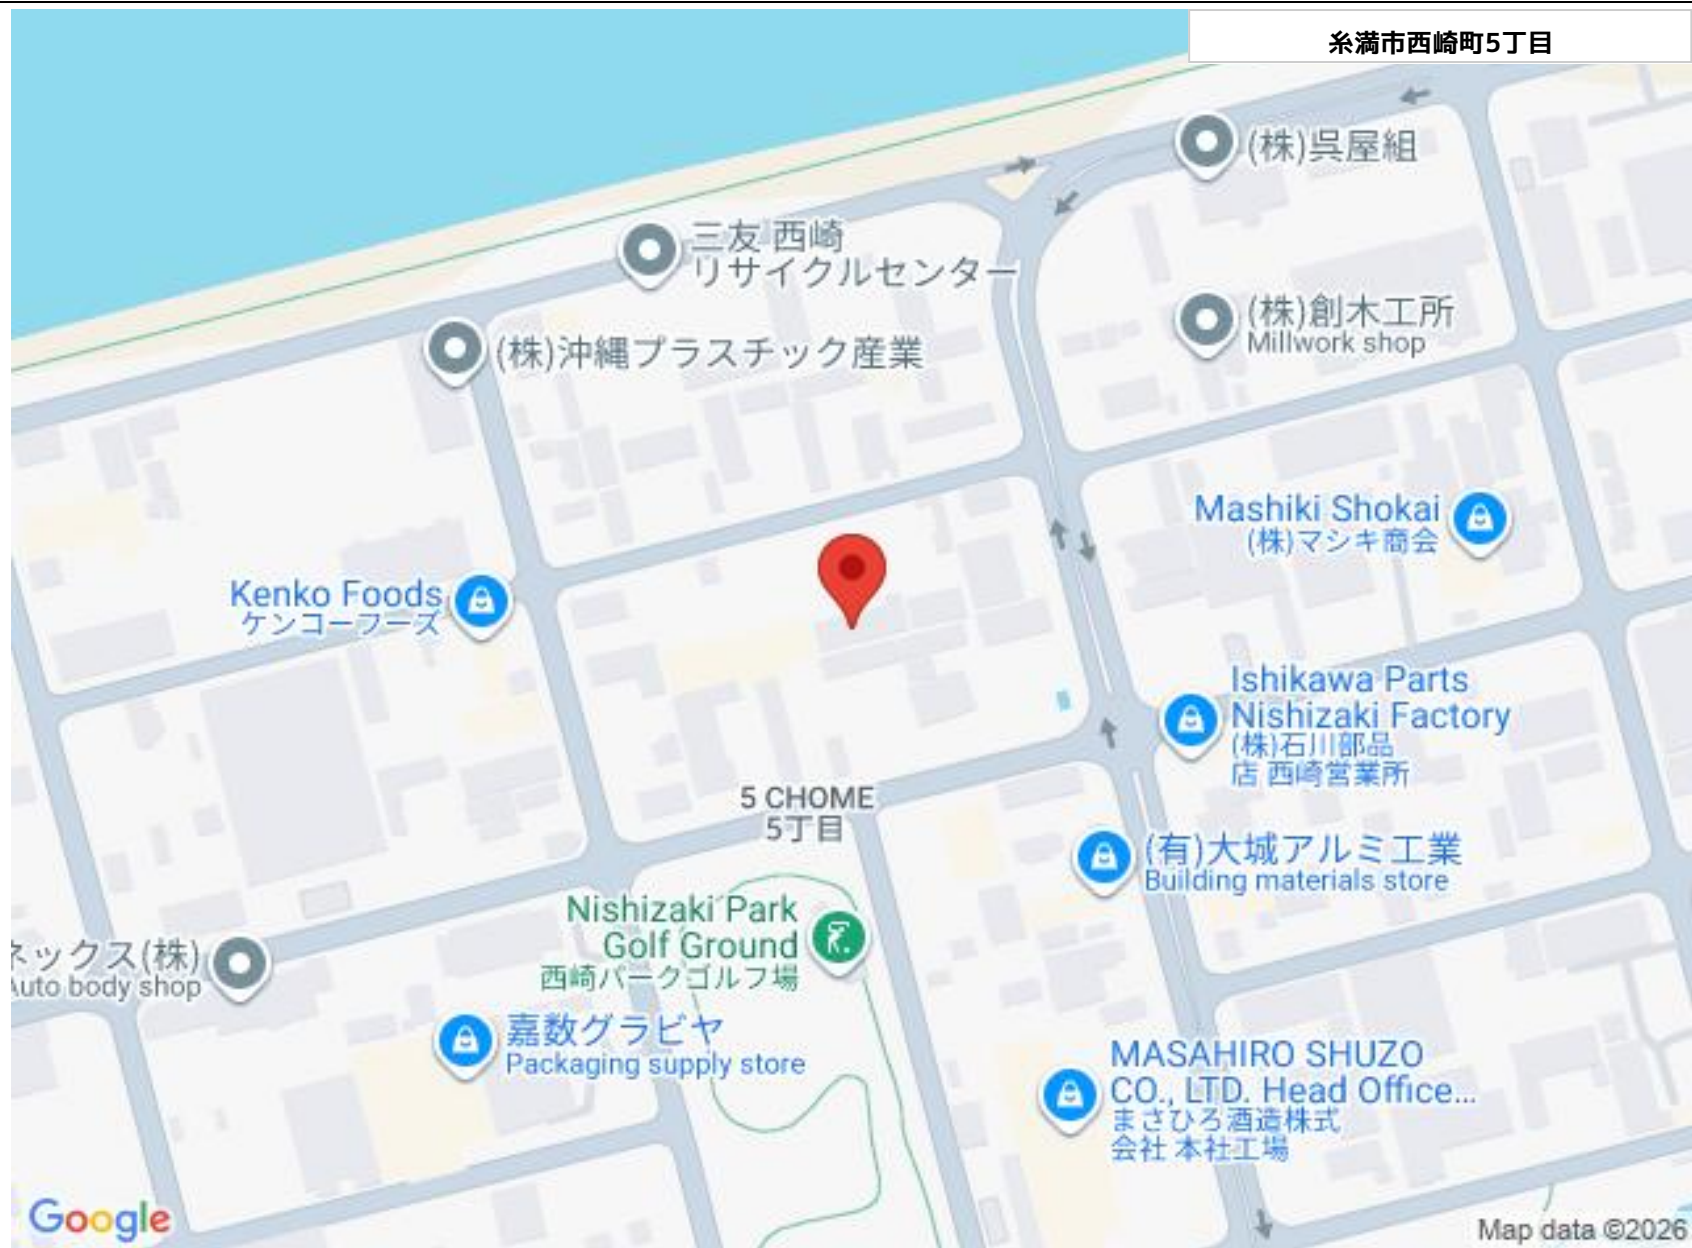 糸満市西崎町5丁目
(株)呉屋組
三友 西崎
リサイクルセンター
(株)創木工所
Millwork shop
(株)沖縄プラスチック産業
Mashiki Shokai
(株)マシキ商会
Kenko Foods
ケンコーフーズ
Ishikawa Parts
Nishizaki Factory
(株)石川部品
店 西崎営業所
5 CHOME
5丁目
(有)大城アルミ工業
Building materials store
Nishizaki Park
Golf Ground
西崎パークゴルフ場
ネックス(株)
Auto body shop
嘉数グラビヤ
Packaging supply store
MASAHIRO SHUZO
CO., LTD. Head Office...
まさひろ酒造株式
会社 本社工場
Google
Map data ©2026